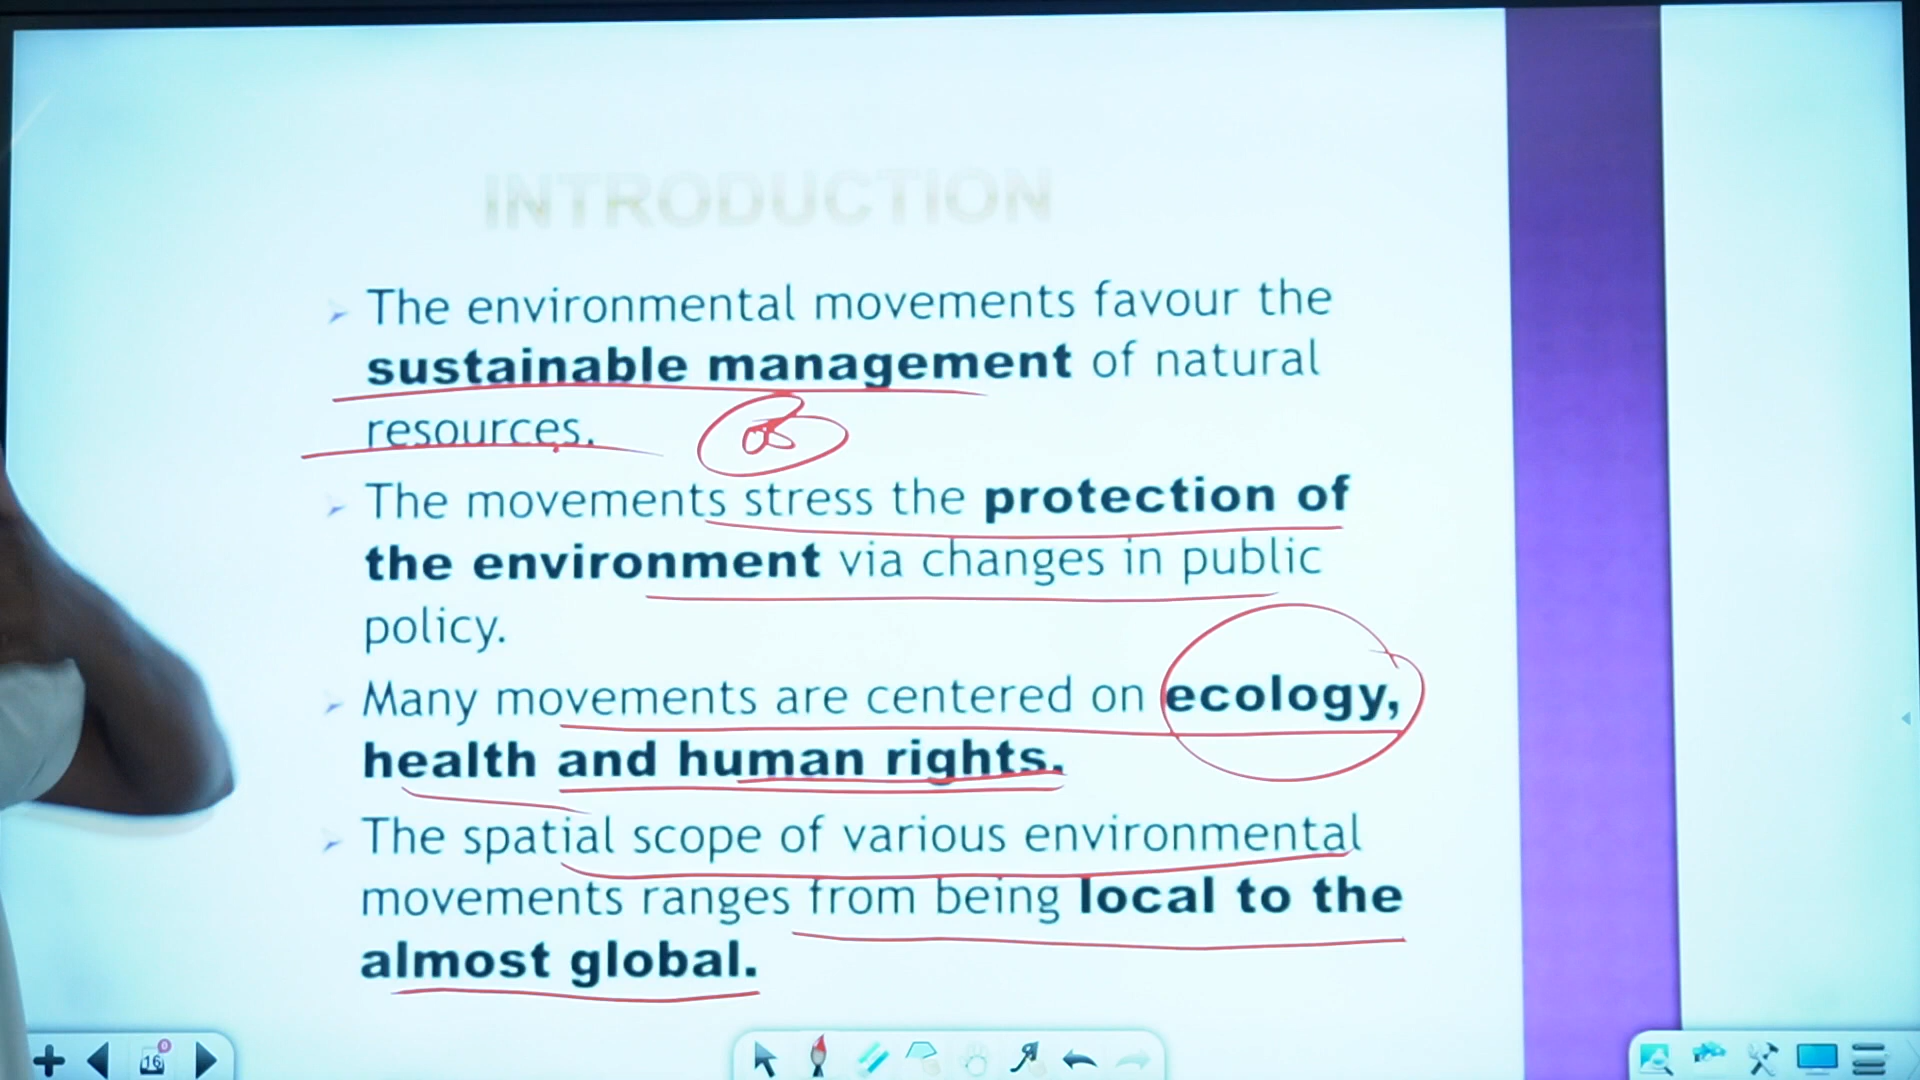 INTRODUCTION
The environmental movements favour the
sustainable management of natural
resources.
The movements stress the protection of
the environment via changes in public
policy.
Many movements are centered on ecology,
health and human rights.
The spatial scope of various environmental
movements ranges from being local to the
almost global.
16